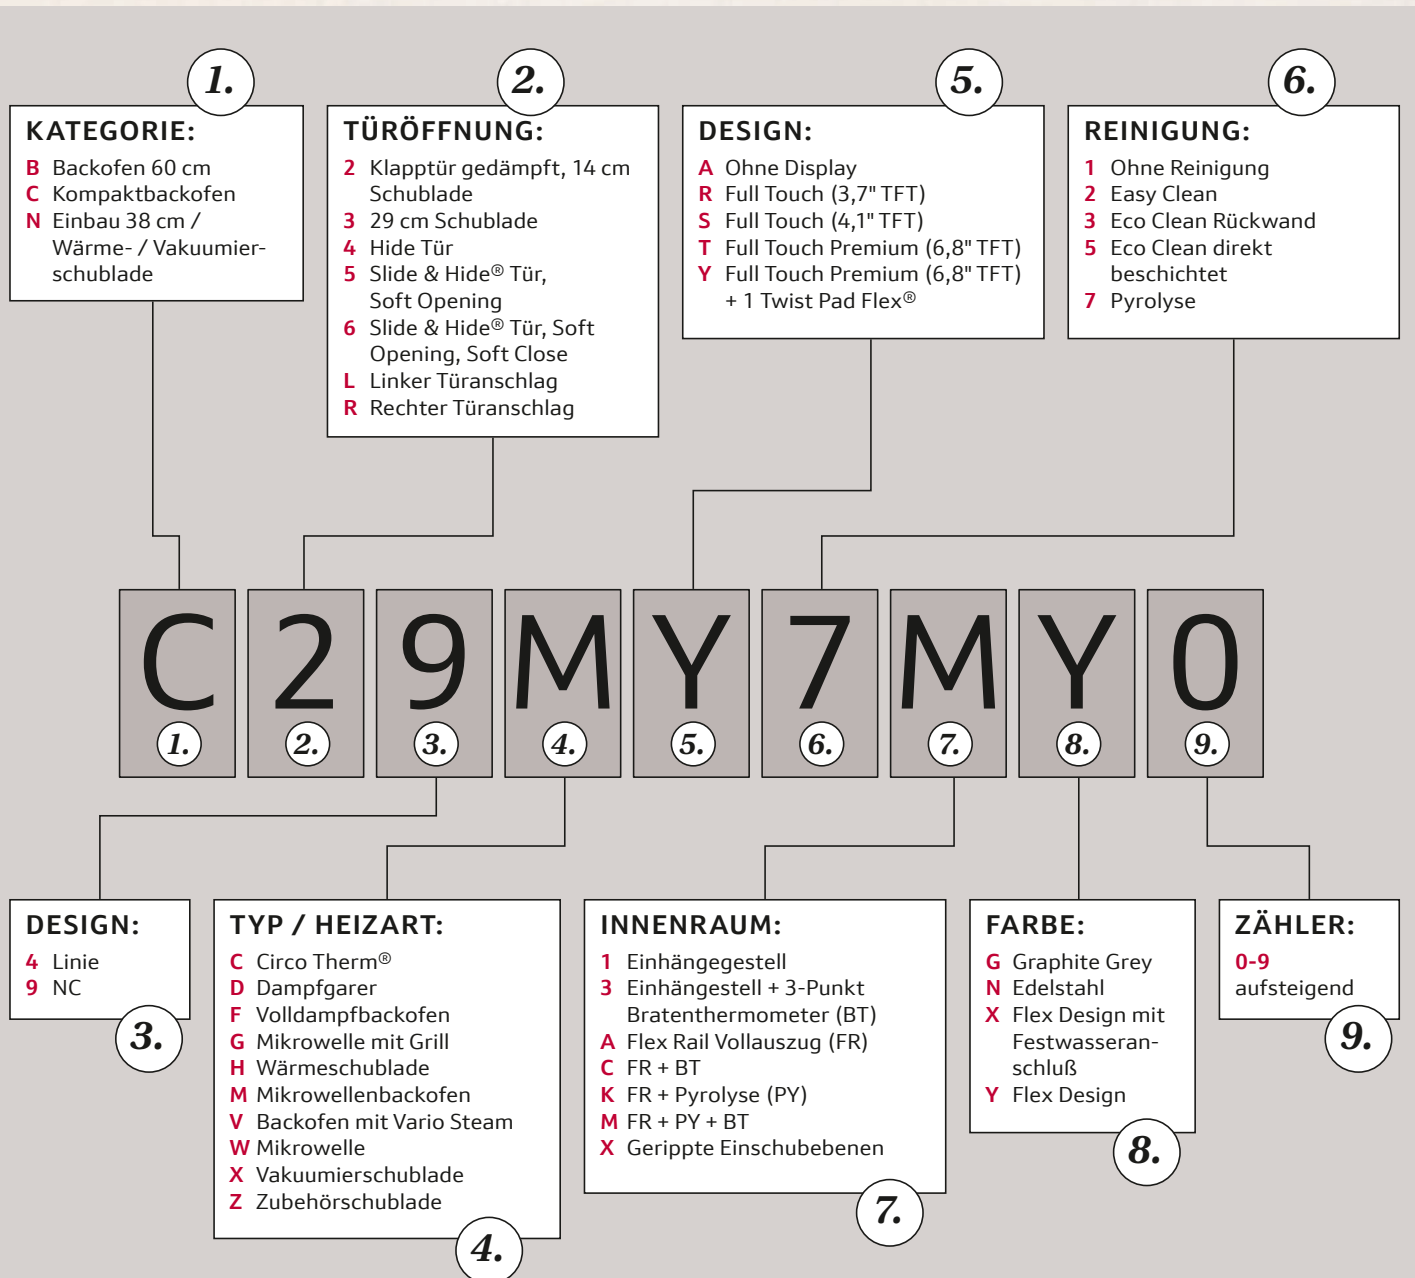 1.
KATEGORIE:
B Backofen 60 cm
C Kompaktbackofen
N Einbau 38 cm /
Wärme- / Vakuumier-
schublade
2.
TÜRÖFFNUNG:
2 Klapptür gedämpft, 14 cm
Schublade
3 29 cm Schublade
4 Hide Tür
5 Slide & Hide® Tür,
Soft Opening
6 Slide & Hide® Tür, Soft
Opening, Soft Close
L Linker Türanschlag
R Rechter Türanschlag
5.
DESIGN:
A Ohne Display
R Full Touch (3,7" TFT)
S Full Touch (4,1" TFT)
T Full Touch Premium (6,8" TFT)
Y Full Touch Premium (6,8" TFT)
+ 1 Twist Pad Flex®
6.
REINIGUNG:
1 Ohne Reinigung
2 Easy Clean
3 Eco Clean Rückwand
5 Eco Clean direkt
beschichtet
7 Pyrolyse
C 2 9 M Y 7 M Y 0
1. 2. 3. 4. 5. 6. 7. 8. 9.
DESIGN:
4 Linie
9 NC
3.
TYP / HEIZART:
C Circo Therm®
D Dampfgarer
F Volldampfbackofen
G Mikrowelle mit Grill
H Wärmeschublade
M Mikrowellenbackofen
V Backofen mit Vario Steam
W Mikrowelle
X Vakuumierschublade
Z Zubehörschublade
4.
INNENRAUM:
1 Einhängegestell
3 Einhängestell + 3-Punkt
Bratenthermometer (BT)
A Flex Rail Vollauszug (FR)
C FR + BT
K FR + Pyrolyse (PY)
M FR + PY + BT
X Gerippte Einschubebenen
7.
FARBE:
G Graphite Grey
N Edelstahl
X Flex Design mit
Festwasseran-
schluß
Y Flex Design
8.
ZÄHLER:
0-9
aufsteigend
9.